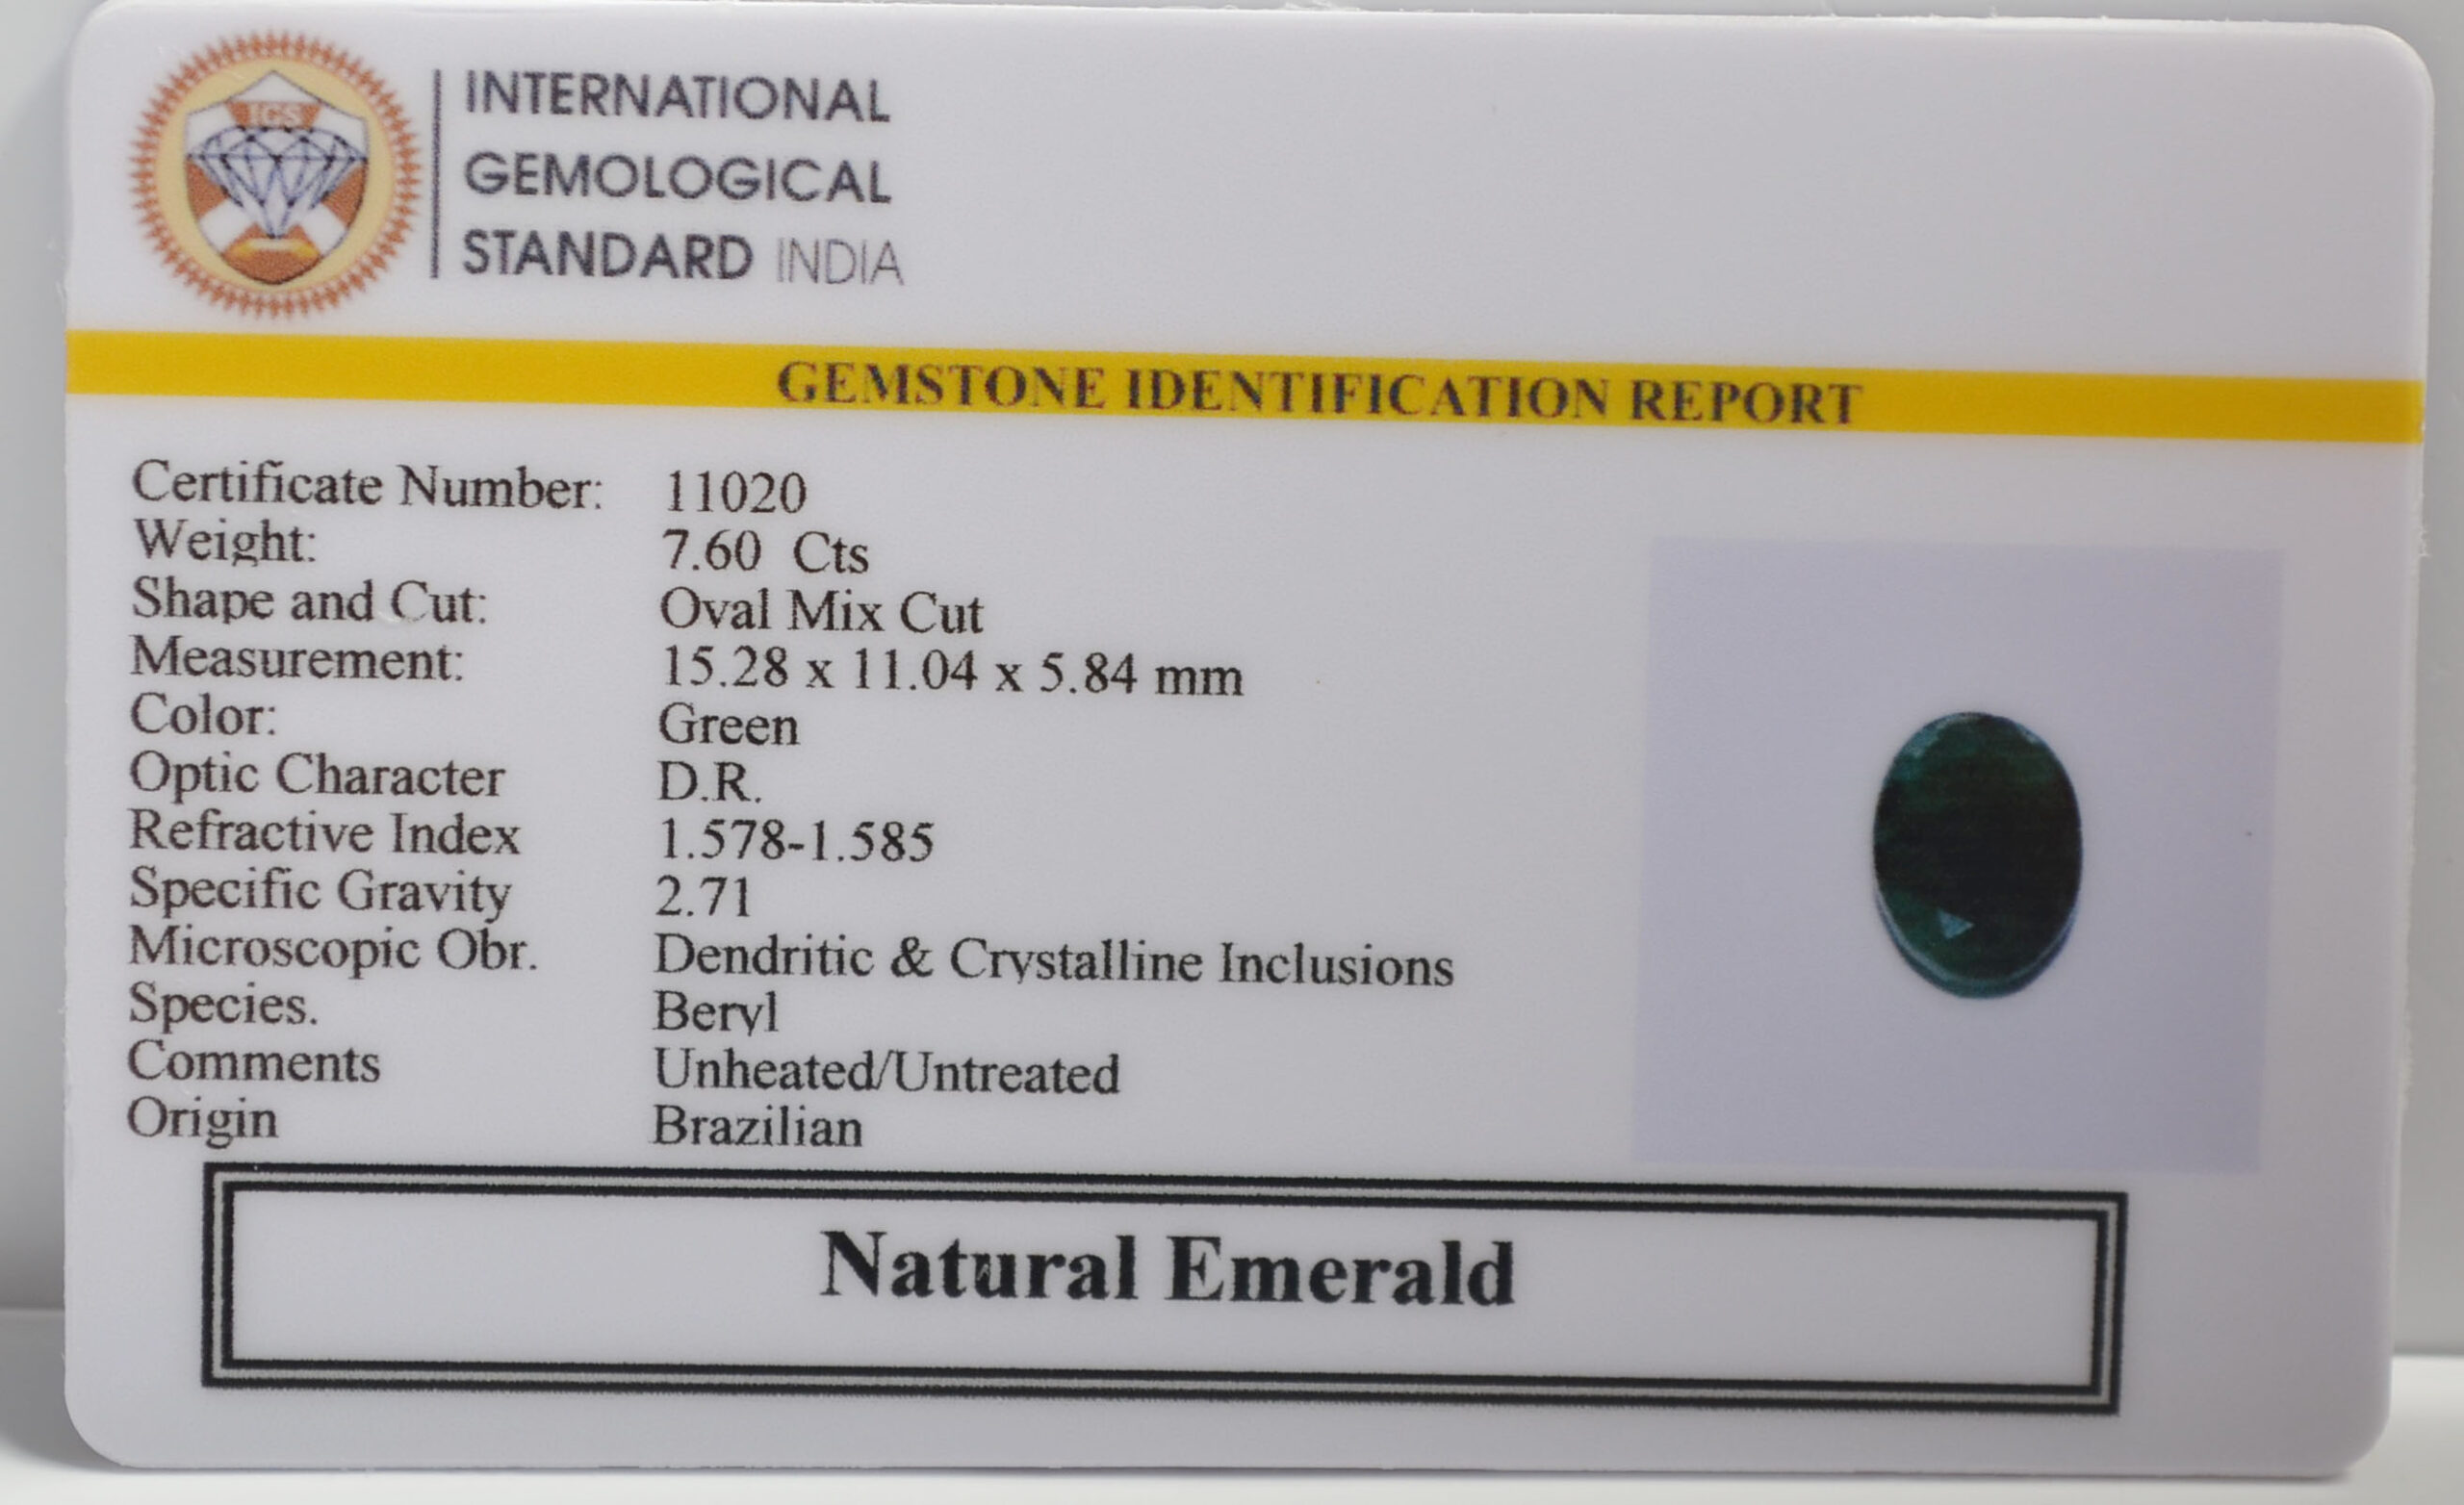 IGS
INTERNATIONAL
GEMOLOGICAL
STANDARD INDIA
GEMSTONE IDENTIFICATION REPORT
Certificate Number: 11020
Weight: 7.60 Cts
Shape and Cut: Oval Mix Cut
Measurement: 15.28 x 11.04 x 5.84 mm
Color: Green
Optic Character D.R.
Refractive Index 1.578-1.585
Specific Gravity 2.71
Microscopic Obr. Dendritic & Crystalline Inclusions
Species. Beryl
Comments Unheated/Untreated
Origin Brazilian
Natural Emerald